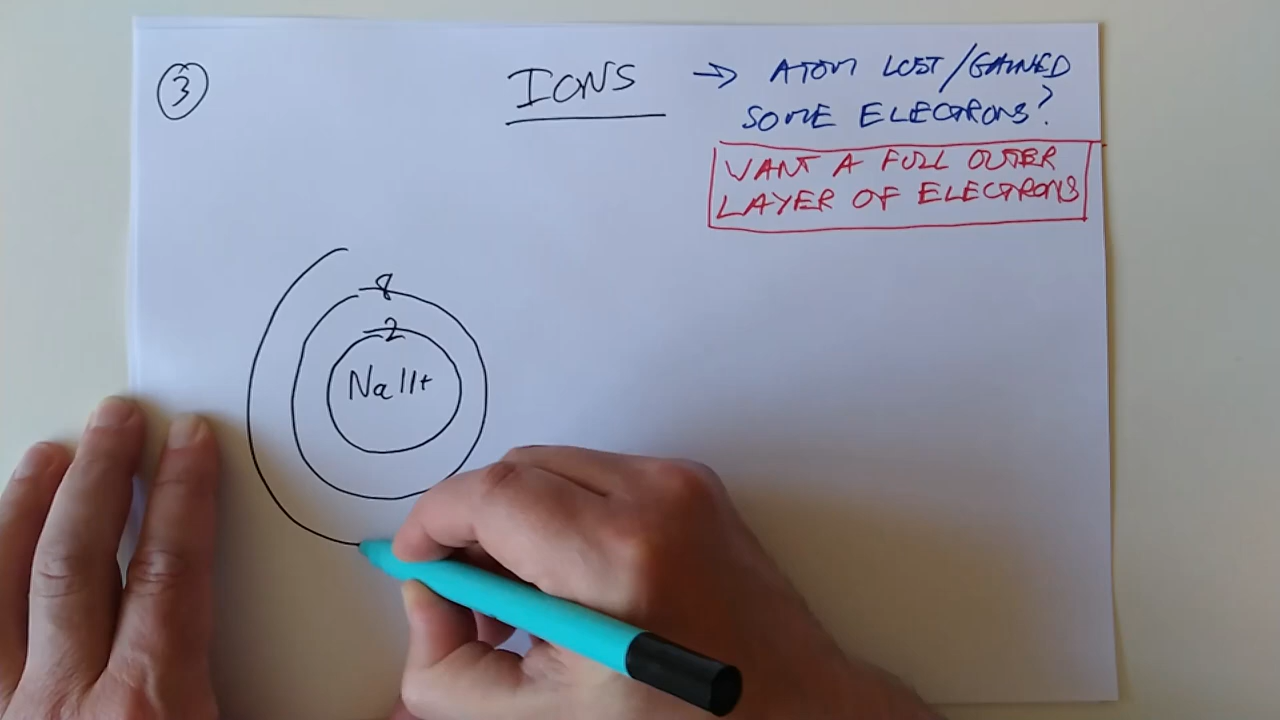 3
IONS → ATOM LOST/GAINED
SOME ELECTRONS?
WANT A FULL OUTER
LAYER OF ELECTRONS
8
2
Na 11+